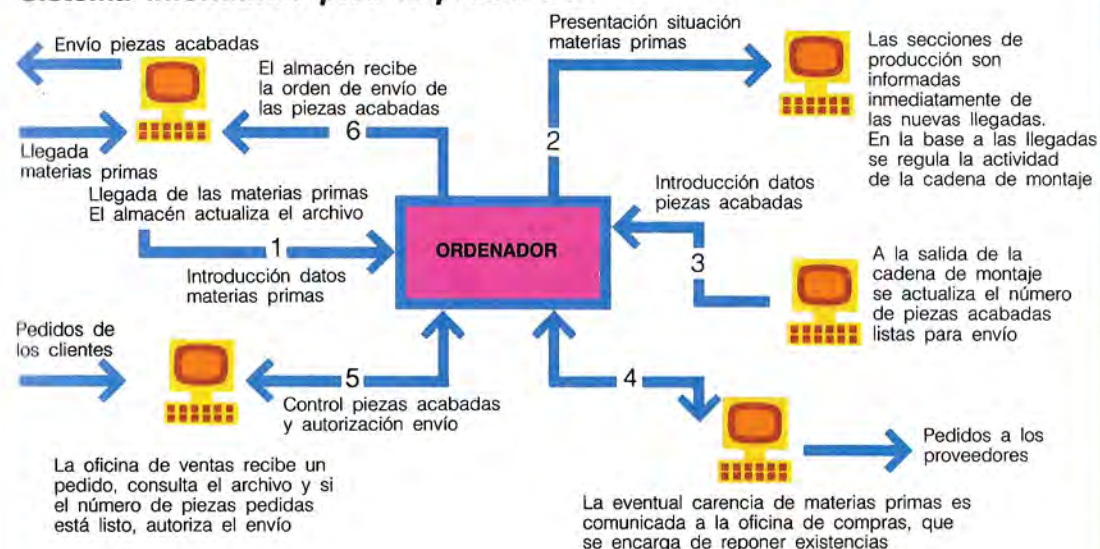 Envío piezas acabadas
El almacén recibe
la orden de envío de
las piezas acabadas
6
Llegada
materias primas
Presentación situación
materias primas
2
Las secciones de
producción son
informadas
inmediatamente de
las nuevas llegadas.
En la base a las llegadas
se regula la actividad
de la cadena de montaje
Llegada de las materias primas
El almacén actualiza el archivo
1
Introducción datos
materias primas
ORDENADOR
Introducción datos
piezas acabadas
3
A la salida de la
cadena de montaje
se actualiza el número
de piezas acabadas
listas para envío
Pedidos de
los clientes
5
Control piezas acabadas
y autorización envío
La oficina de ventas recibe un
pedido, consulta el archivo y si
el número de piezas pedidas
está listo, autoriza el envío
4
Pedidos a los
proveedores
La eventual carencia de materias primas es
comunicada a la oficina de compras, que
se encarga de reponer existencias